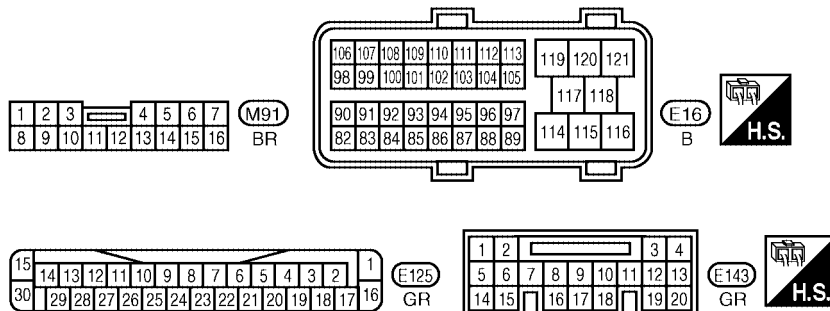 106 107 108 109 110 111 112 113 119 120 121
98 99 100 101 102 103 104 105
117 118
1 2 3 4 5 6 7 M91 90 91 92 93 94 95 96 97 E16
8 9 10 11 12 13 14 15 16 BR 82 83 84 85 86 87 88 89 114 115 116 B H.S.
15 14 13 12 11 10 9 8 7 6 5 4 3 2 1 E125
30 29 28 27 26 25 24 23 22 21 20 19 18 17 16 GR
1 2 3 4
5 6 7 8 9 10 11 12 13 E143
14 15 16 17 18 19 20 GR H.S.